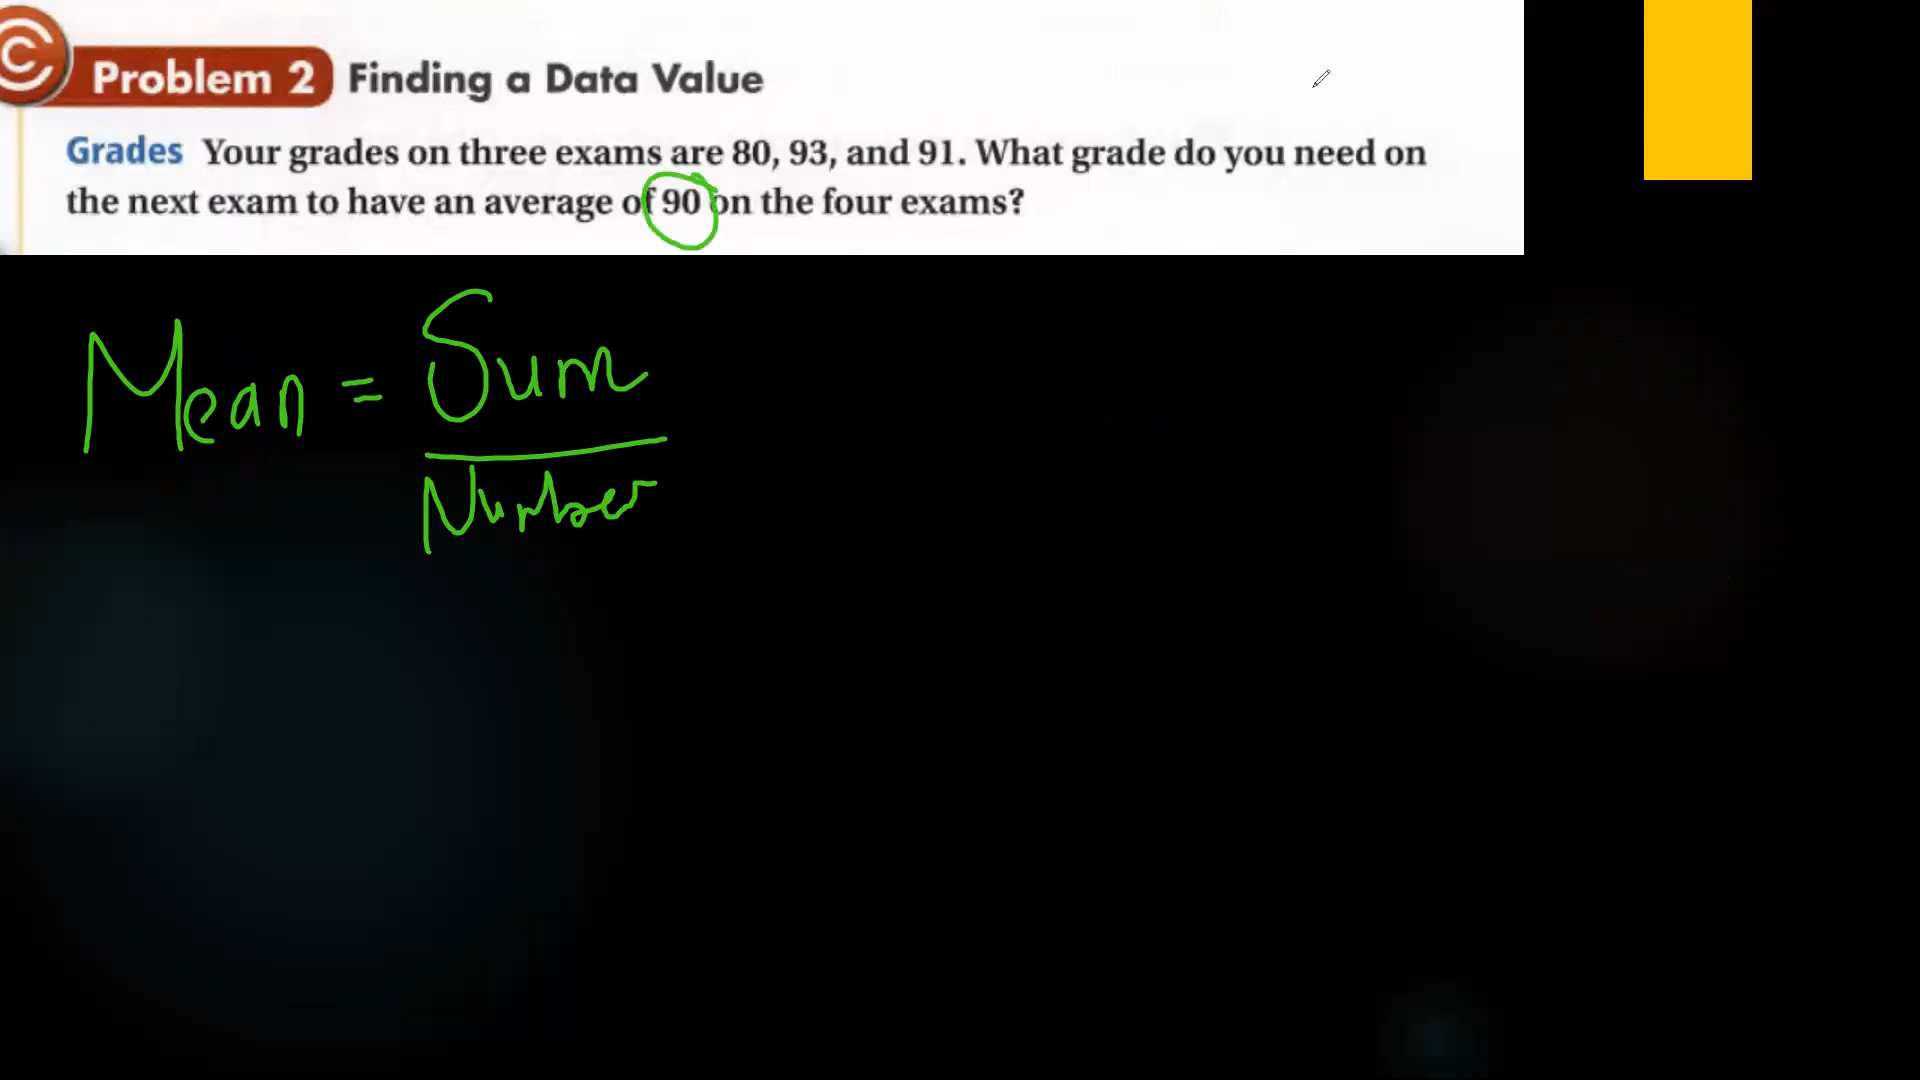 Problem 2 Finding a Data Value
Grades Your grades on three exams are 80, 93, and 91. What grade do you need on
the next exam to have an average of 90 on the four exams?
Mean = Sum
Number